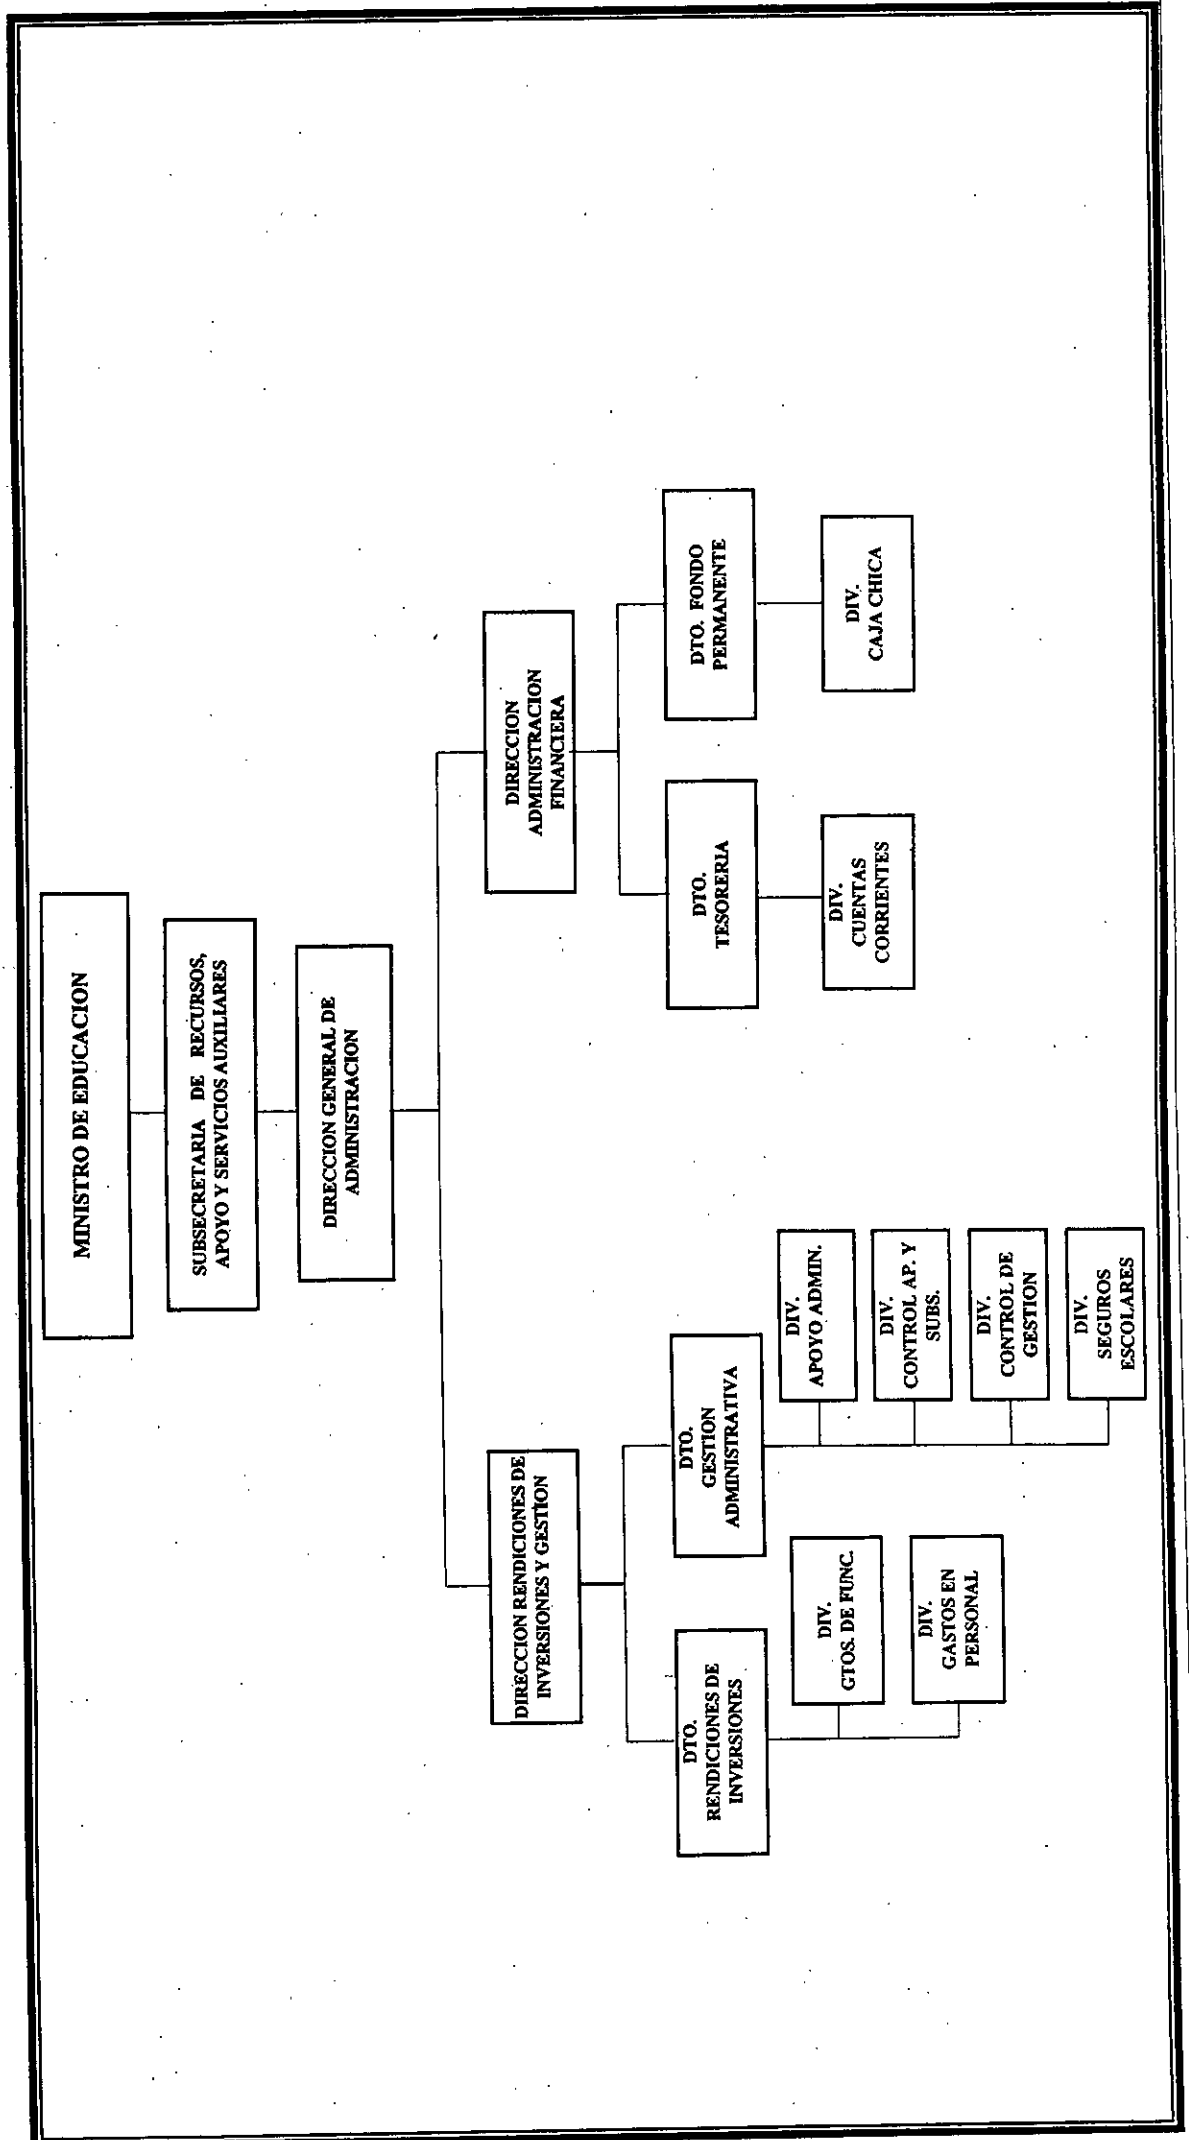 MINISTRO DE EDUCACION
SUBSECRETARIA DE RECURSOS,
APOYO Y SERVICIOS AUXILIARES
DIRECCION GENERAL DE
ADMINISTRACION
DIRECCION RENDICIONES DE
INVERSIONES Y GESTION
DIRECCION
ADMINISTRACION
FINANCIERA
DTO.
RENDICIONES DE
INVERSIONES
DTO.
GESTION
ADMINISTRATIVA
DTO.
TESORERIA
DTO. FONDO
PERMANENTE
DIV.
GTOS. DE FUNC.
DIV.
GASTOS EN
PERSONAL
DIV.
APOYO ADMIN.
DIV.
CONTROL AP. Y
SUBS.
DIV.
CONTROL DE
GESTION
DIV.
SEGUROS
ESCOLARES
DIV.
CUENTAS
CORRIENTES
DIV.
CAJA CHICA